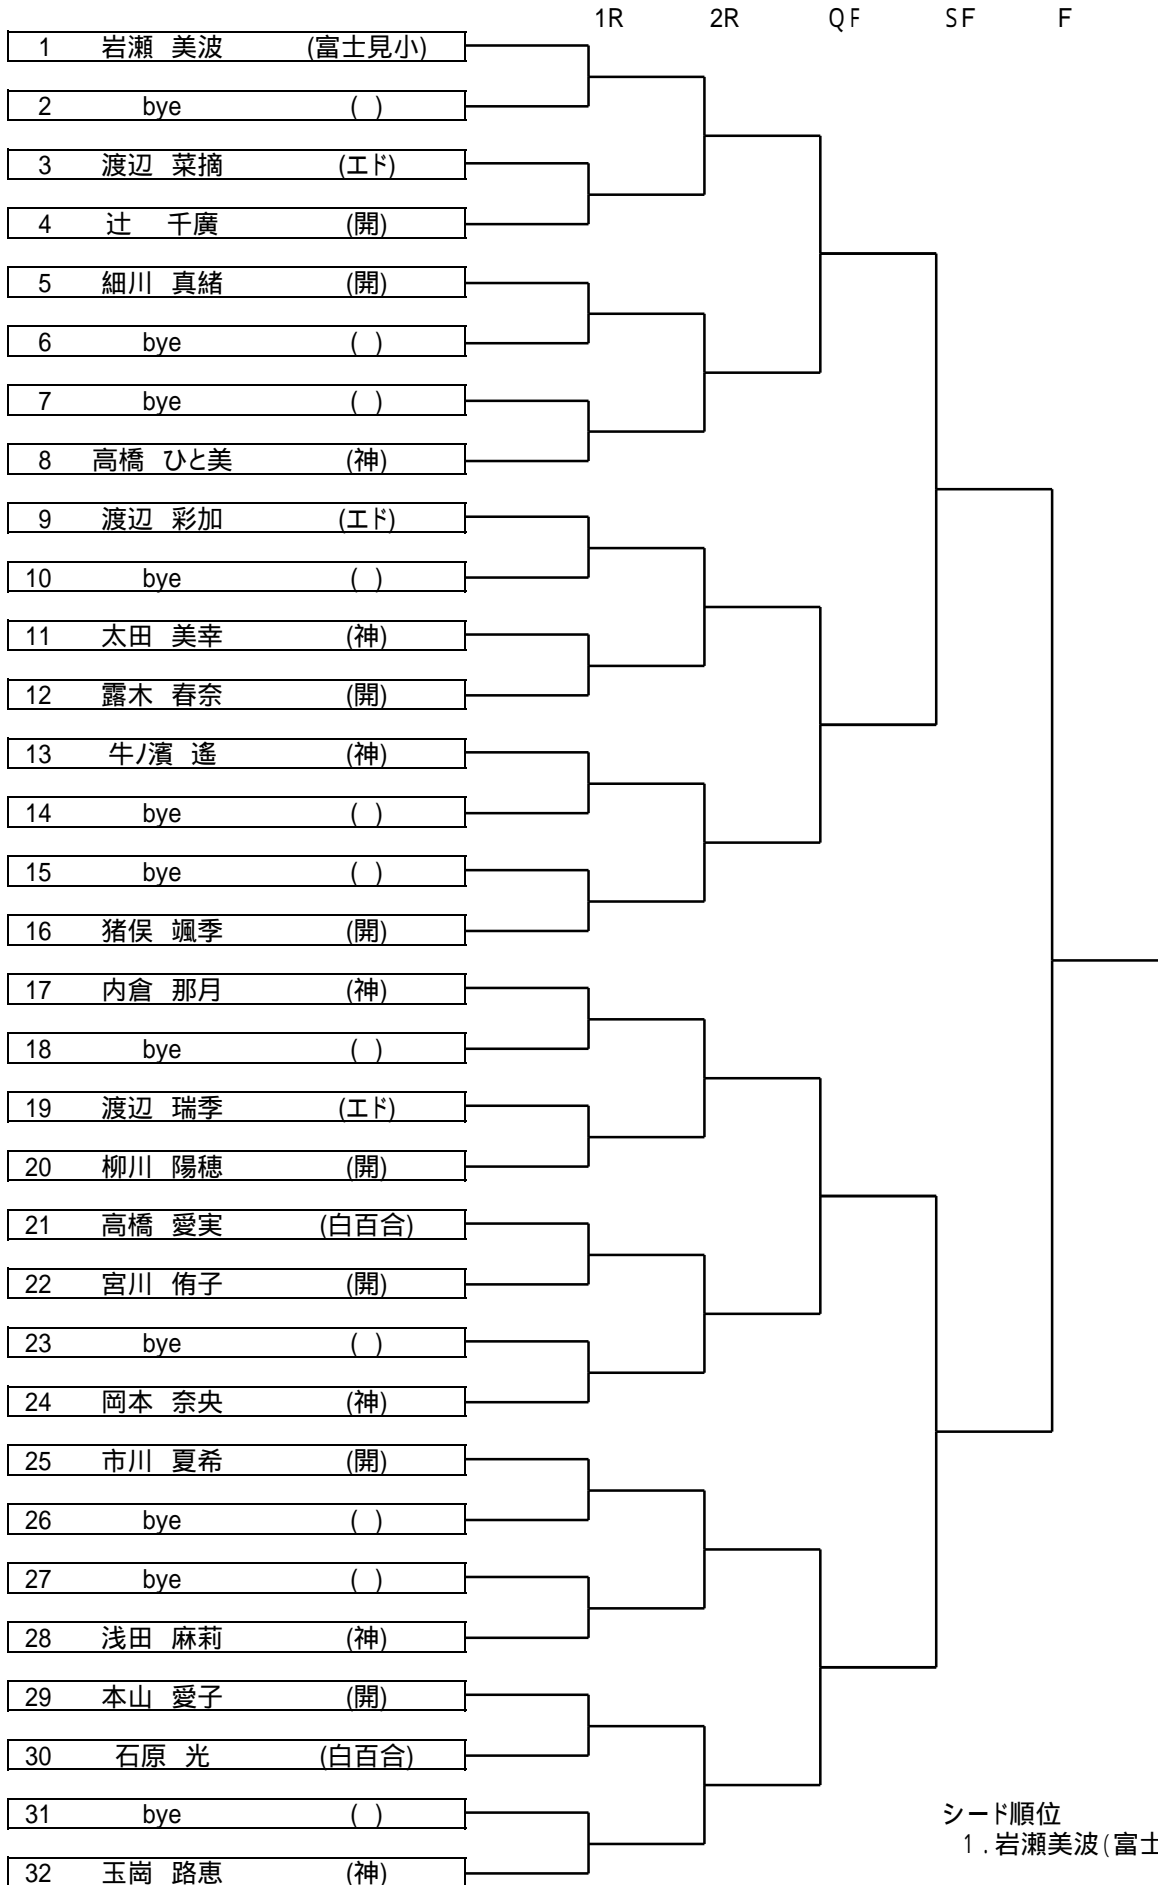 1R 2R QF SF F
1 岩瀬 美波 (富士見小)
2 bye ( )
3 渡辺 菜摘 (エド)
4 辻 千廣 (開)
5 細川 真緒 (開)
6 bye ( )
7 bye ( )
8 高橋 ひと美 (神)
9 渡辺 彩加 (エド)
10 bye ( )
11 太田 美幸 (神)
12 露木 春奈 (開)
13 牛ノ濱 遙 (神)
14 bye ( )
15 bye ( )
16 猪俣 颯季 (開)
17 内倉 那月 (神)
18 bye ( )
19 渡辺 瑞季 (エド)
20 柳川 陽穂 (開)
21 高橋 愛実 (白百合)
22 宮川 侑子 (開)
23 bye ( )
24 岡本 奈央 (神)
25 市川 夏希 (開)
26 bye ( )
27 bye ( )
28 浅田 麻莉 (神)
29 本山 愛子 (開)
30 石原 光 (白百合)
31 bye ( )
32 玉崗 路恵 (神)
シード順位
1.岩瀬美波(富士